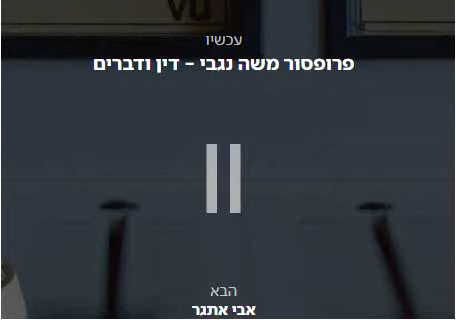 עכשיו
פרופסור משה נגבי - דין ודברים
הבא
אבי אתגר